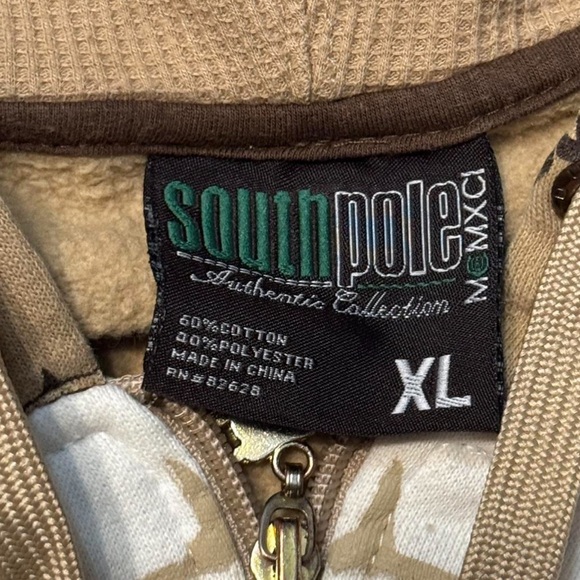 southpole
Authentic Collection
MCMXCI
60%COTTON
40%POLYESTER
MADE IN CHINA
RN#82628
XL